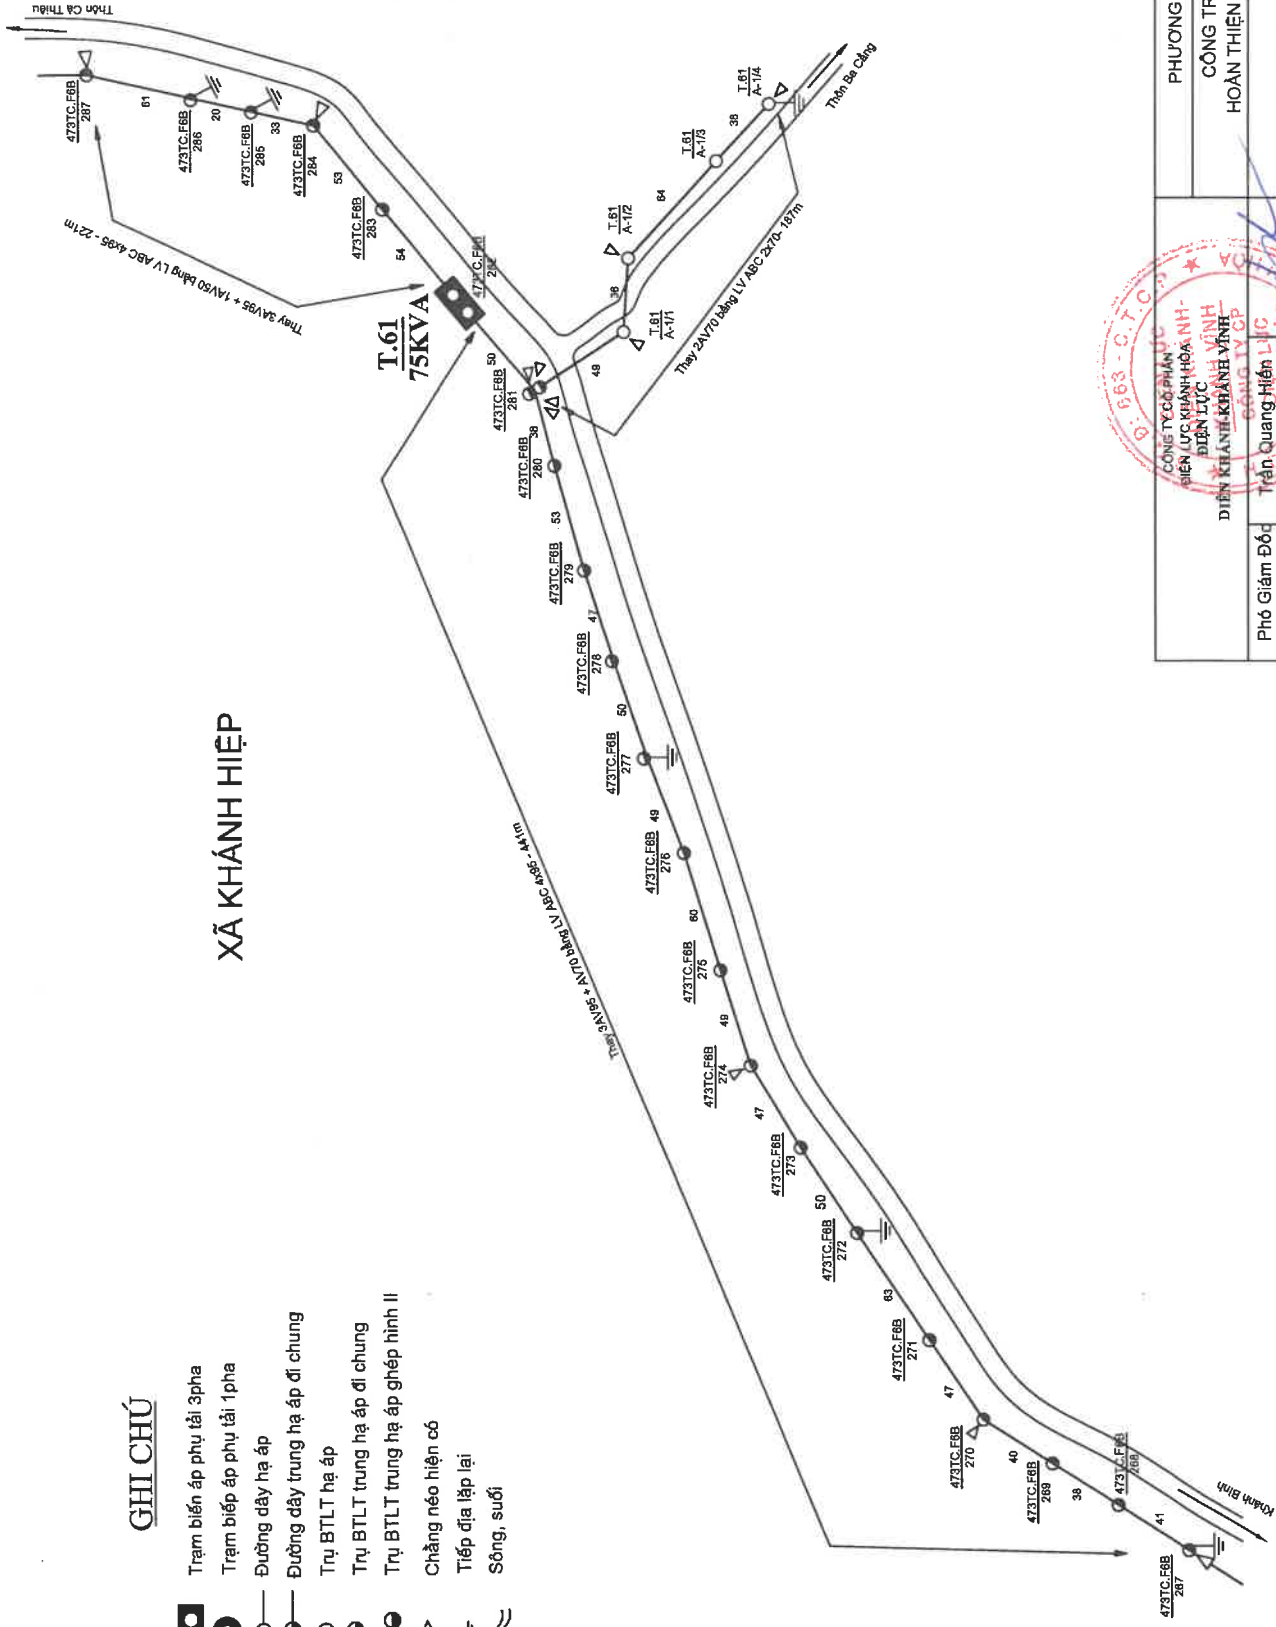 Thôn Cà Thiêu
473TC.F6B
287
61
473TC.F6B
286
20
473TC.F6B
285
33
473TC.F6B
284
53
473TC.F6B
283
54
Thay 3AV95 + 1AV50 bằng LV ABC 4x95 - 221m
T.61
75KVA
473TC.F6B
282
50
473TC.F6B
281
38
473TC.F6B
280
53
473TC.F6B
279
47
473TC.F6B
278
50
473TC.F6B
277
49
473TC.F6B
276
60
473TC.F6B
275
49
473TC.F6B
274
47
473TC.F6B
273
50
473TC.F6B
272
63
473TC.F6B
271
47
473TC.F6B
270
40
473TC.F6B
269
38
473TC.F6B
268
41
473TC.F6B
267
Khánh Bình
49
T.61
A-1/1
36
T.61
A-1/2
64
T.61
A-1/3
38
T.61
A-1/4
Thôn Ba Cẳng
Thay 2AV70 bằng LV ABC 2x70- 187m
Thay 3AV95 + AV70 bằng LV ABC 4x95 - 441m
XÃ KHÁNH HIỆP
GHI CHÚ
Trạm biến áp phụ tải 3pha
Trạm biếp áp phụ tải 1pha
Đường dây hạ áp
Đường dây trung hạ áp đi chung
Trụ BTLT hạ áp
Trụ BTLT trung hạ áp đi chung
Trụ BTLT trung hạ áp ghép hình II
Chằng néo hiện có
Tiếp địa lặp lại
Sông, suối
PHƯƠNG
CÔNG TR
HOÀN THIỆN
CÔNG TY CỔ PHẦN
ĐIỆN LỰC KHÁNH HÒA
ĐIỆN LỰC
DIÊN KHÁNH-KHÁNH VĨNH
Phó Giám Đốc
Trần Quang Hiền